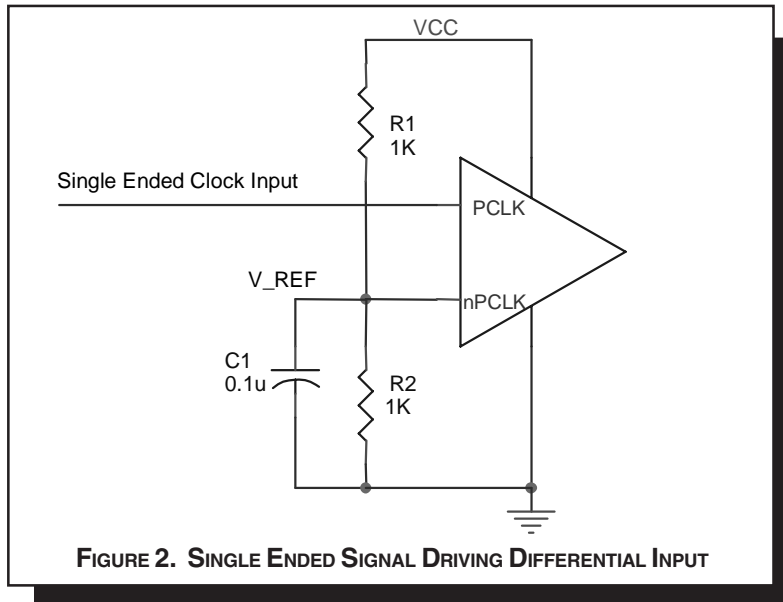 VCC
R1
1K
Single Ended Clock Input
PCLK
V_REF
nPCLK
C1
0.1u
R2
1K
FIGURE 2. SINGLE ENDED SIGNAL DRIVING DIFFERENTIAL INPUT